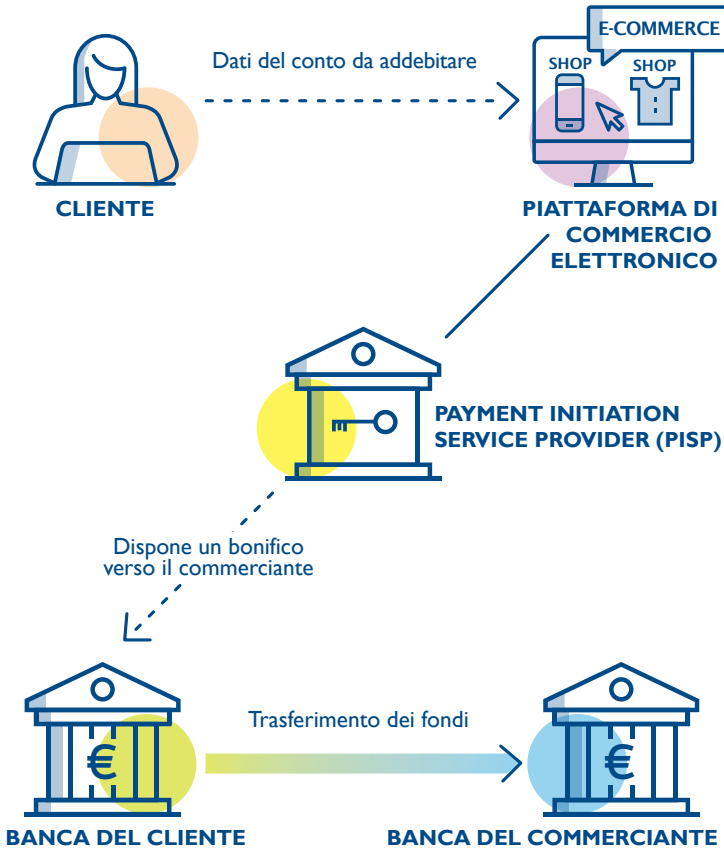 E-COMMERCE
Dati del conto da addebitare
SHOP
SHOP
CLIENTE
PIATTAFORMA DI
COMMERCIO
ELETTRONICO
PAYMENT INITIATION
SERVICE PROVIDER (PISP)
Dispone un bonifico
verso il commerciante
Trasferimento dei fondi
€
€
BANCA DEL CLIENTE
BANCA DEL COMMERCIANTE